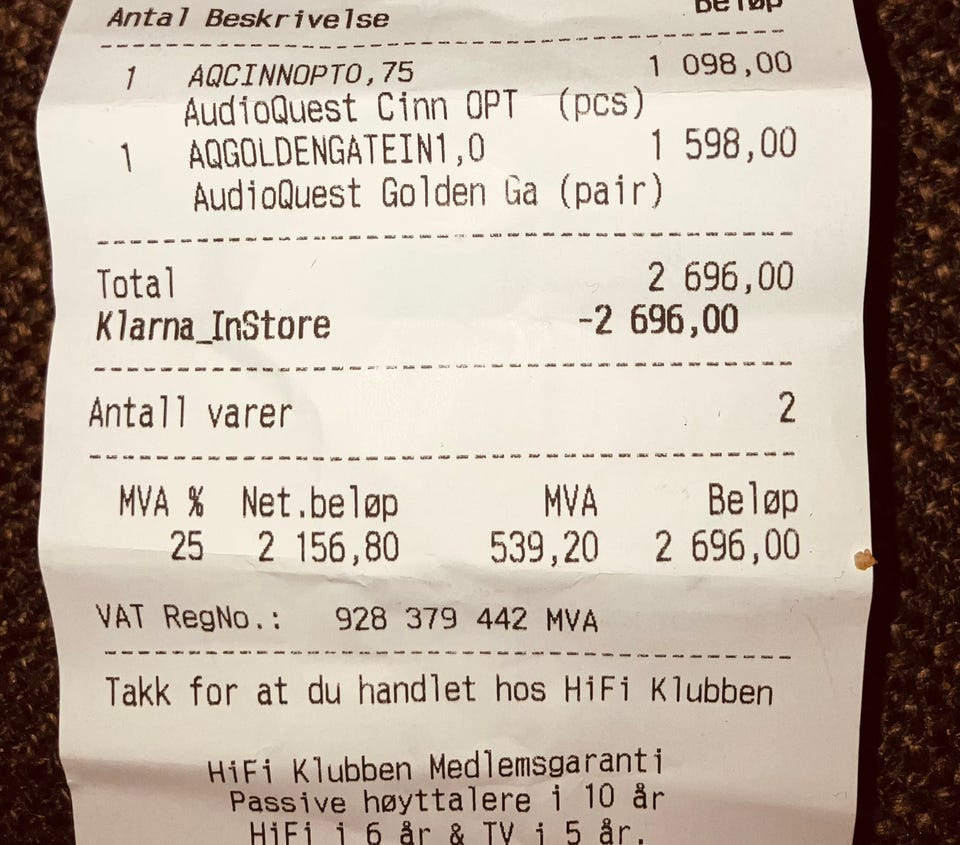 Antal Beskrivelse Beløp
1 AQCINNOPTO,75 1 098,00
AudioQuest Cinn OPT (pcs)
1 AQGOLDENGATEIN1,0 1 598,00
AudioQuest Golden Ga (pair)
Total 2 696,00
Klarna_InStore -2 696,00
Antall varer 2
MVA % Net.beløp MVA Beløp
25 2 156,80 539,20 2 696,00
VAT RegNo.: 928 379 442 MVA
Takk for at du handlet hos HiFi Klubben
HiFi Klubben Medlemsgaranti
Passive høyttalere i 10 år
HiFi i 6 år & TV i 5 år.